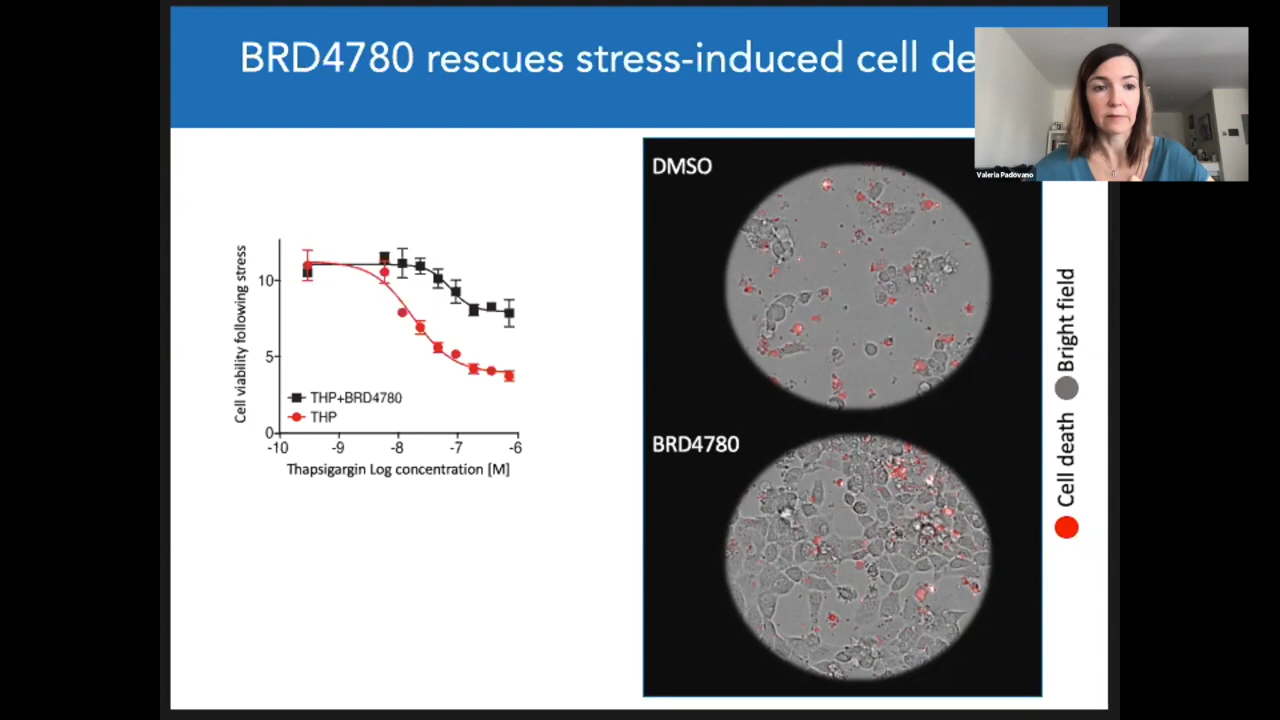 BRD4780 rescues stress-induced cell de
Valeria Padovano
DMSO
Cell viability following stress
10
5
0
THP+BRD4780
THP
-10 -9 -8 -7 -6
Thapsigargin Log concentration [M]
BRD4780
Cell death
Bright field